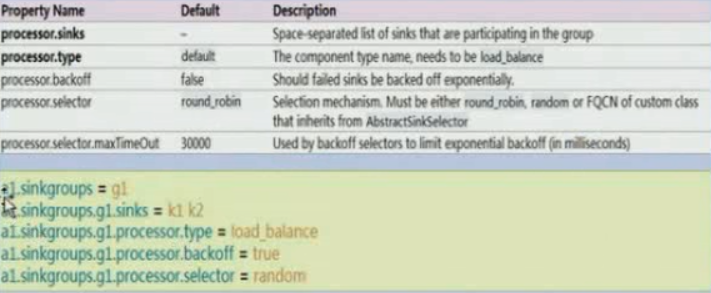 Property Name Default Description
processor.sinks – Space-separated list of sinks that are participating in the group
processor.type default The component type name, needs to be load_balance
processor.backoff false Should failed sinks be backed off exponentially.
processor.selector round_robin Selection mechanism. Must be either round_robin, random or FQCN of custom class
that inherits from AbstractSinkSelector
processor.selector.maxTimeOut 30000 Used by backoff selectors to limit exponential backoff (in milliseconds)
a1.sinkgroups = g1
a1.sinkgroups.g1.sinks = k1 k2
a1.sinkgroups.g1.processor.type = load_balance
a1.sinkgroups.g1.processor.backoff = true
a1.sinkgroups.g1.processor.selector = random